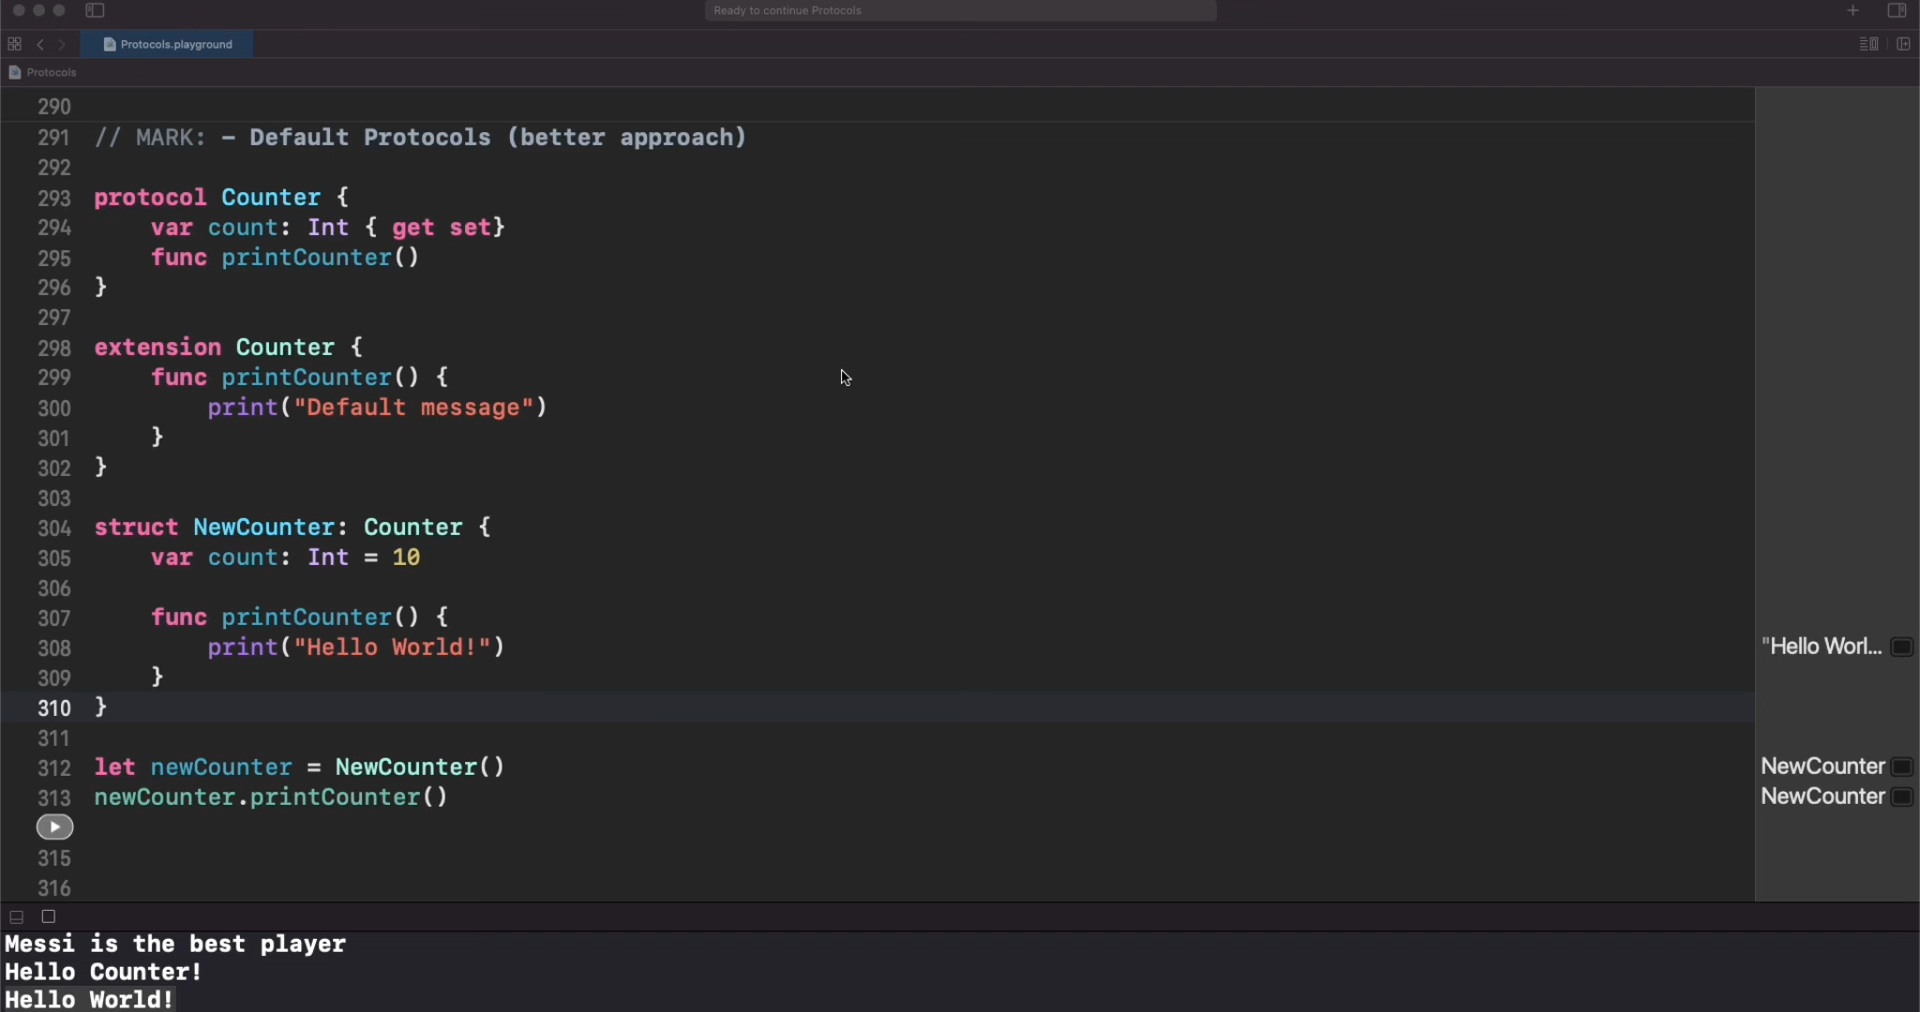 Ready to continue Protocols
Protocols.playground
Protocols
290
291 // MARK: - Default Protocols (better approach)
292
293 protocol Counter {
294     var count: Int { get set}
295     func printCounter()
296 }
297
298 extension Counter {
299     func printCounter() {
300         print("Default message")
301     }
302 }
303
304 struct NewCounter: Counter {
305     var count: Int = 10
306
307     func printCounter() {
308         print("Hello World!")
"Hello Worl...
309     }
310 }
311
312 let newCounter = NewCounter()
NewCounter
313 newCounter.printCounter()
NewCounter
315
316
Messi is the best player
Hello Counter!
Hello World!